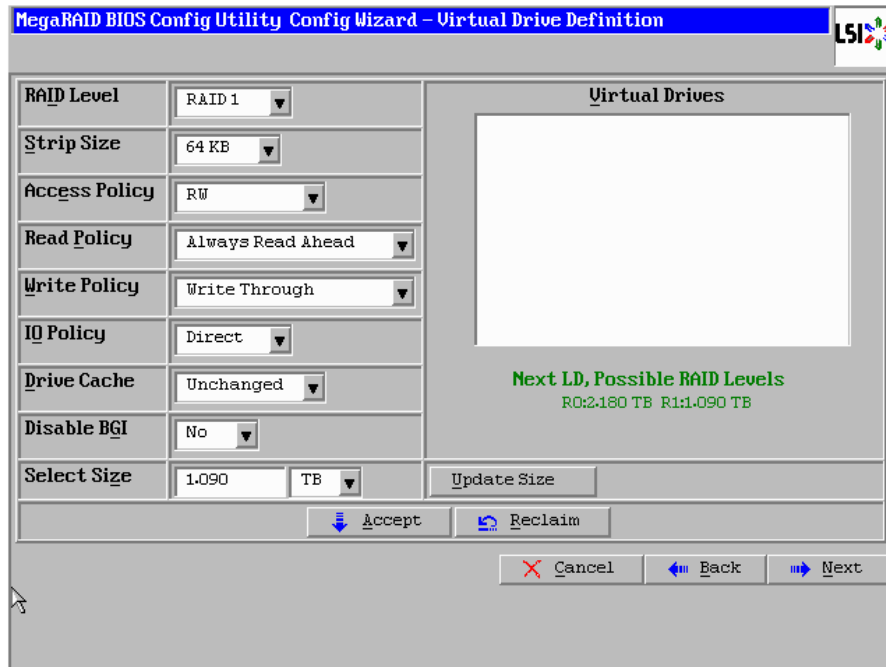 MegaRAID BIOS Config Utility Config Wizard – Virtual Drive Definition
LSI
RAID Level
RAID 1
Strip Size
64 KB
Access Policy
RW
Read Policy
Always Read Ahead
Write Policy
Write Through
IO Policy
Direct
Drive Cache
Unchanged
Disable BGI
No
Select Size
1.090
TB
Virtual Drives
Next LD, Possible RAID Levels
R0:2.180 TB R1:1.090 TB
Update Size
Accept
Reclaim
Cancel
Back
Next